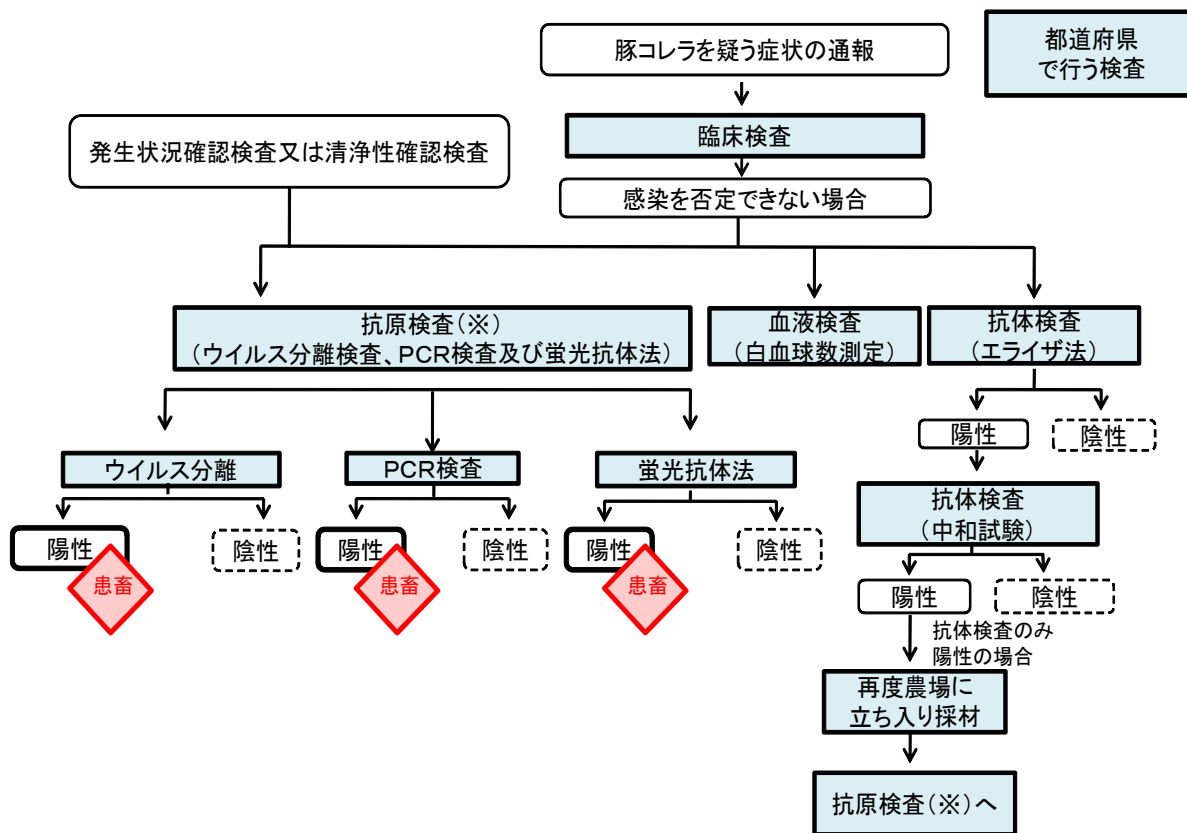 豚コレラを疑う症状の通報
都道府県
で行う検査
臨床検査
発生状況確認検査又は清浄性確認検査
感染を否定できない場合
抗原検査(※)
(ウイルス分離検査、PCR検査及び蛍光抗体法)
血液検査
(白血球数測定)
抗体検査
(エライザ法)
陽性
陰性
ウイルス分離
PCR検査
蛍光抗体法
陽性
患畜
陰性
陽性
患畜
陰性
陽性
患畜
陰性
抗体検査
(中和試験)
陽性
陰性
抗体検査のみ
陽性の場合
再度農場に
立ち入り採材
抗原検査(※)へ